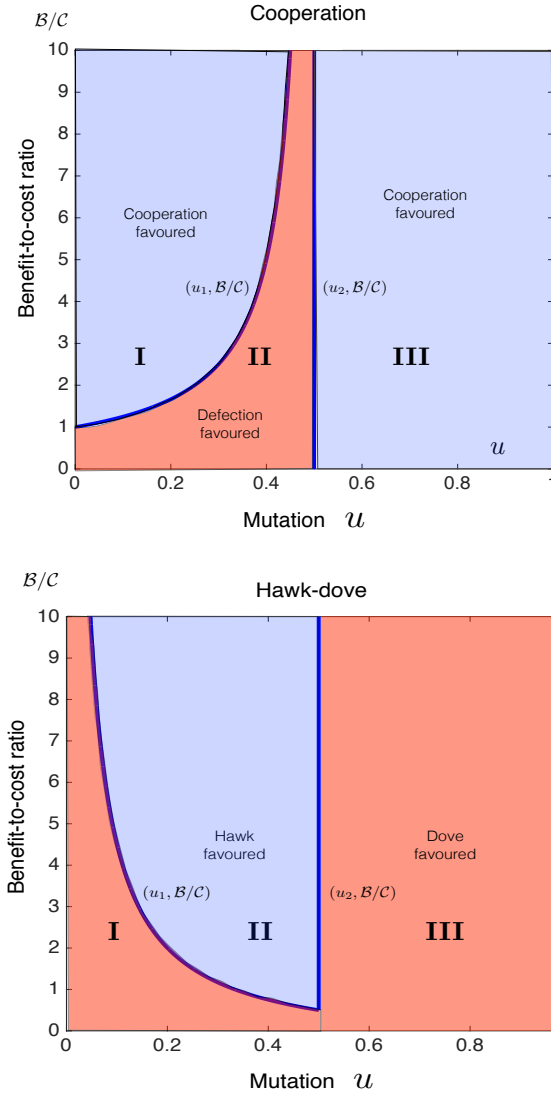 Cooperation
B/C
10
9
8
7
6
5
4
3
2
1
0
Benefit-to-cost ratio
Cooperation
favoured
Cooperation
favoured
(u₁, B/C)
(u₂, B/C)
I
II
III
Defection
favoured
u
0 0.2 0.4 0.6 0.8 1
Mutation u
Hawk-dove
B/C
10
9
8
7
6
5
4
3
2
1
0
Benefit-to-cost ratio
Hawk
favoured
Dove
favoured
(u₁, B/C)
(u₂, B/C)
I
II
III
0 0.2 0.4 0.6 0.8
Mutation u